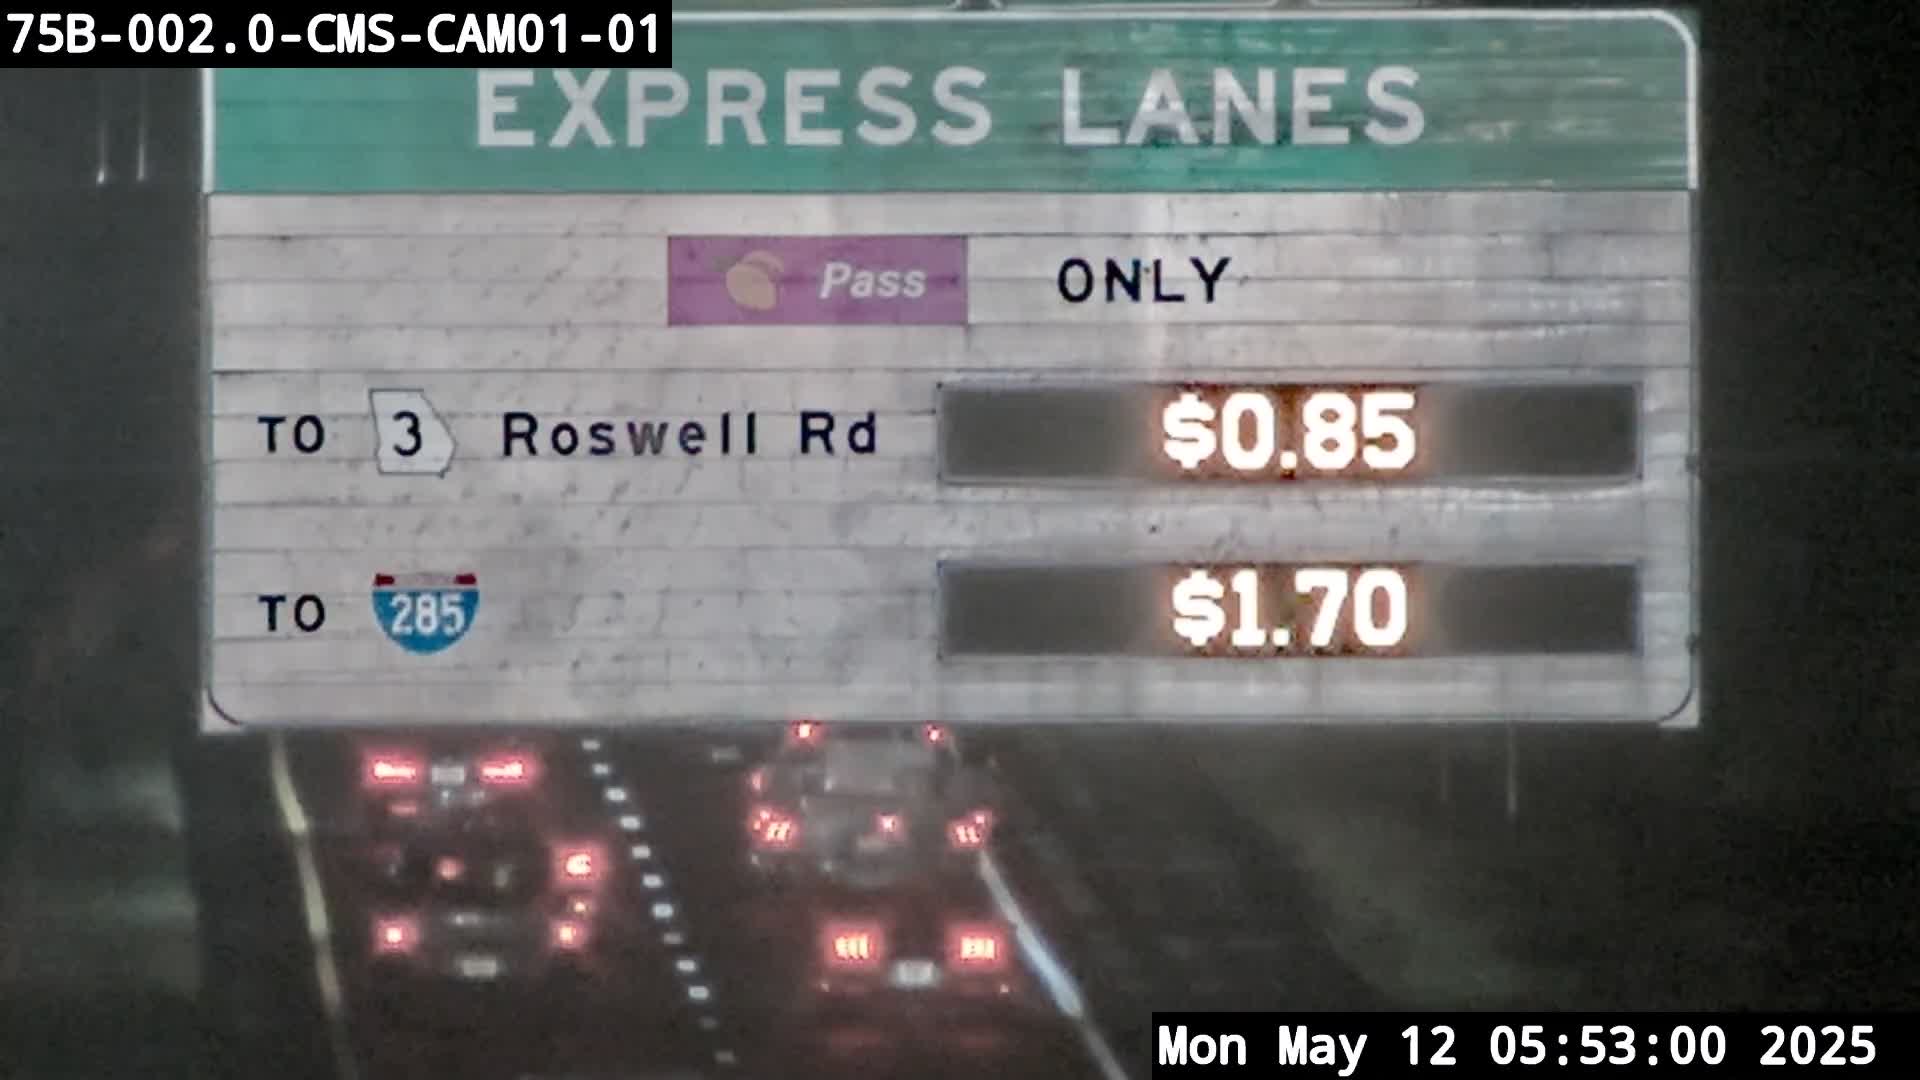 75B-002.0-CMS-CAM01-01
EXPRESS LANES
Pass ONLY
TO 3 Roswell Rd $0.85
TO 285 $1.70
Mon May 12 05:53:00 2025